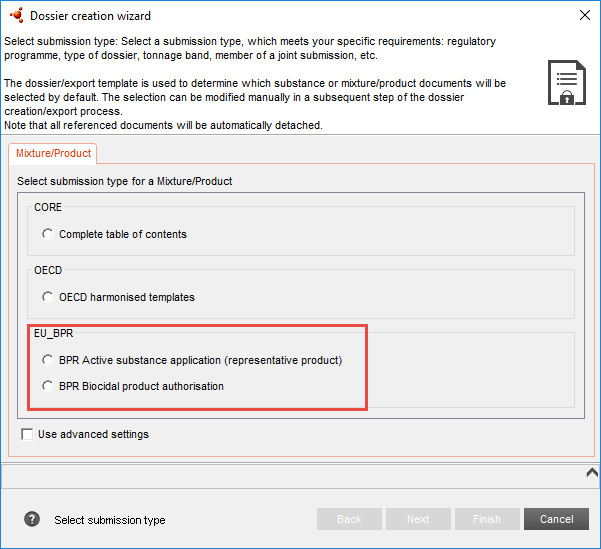 Dossier creation wizard
Select submission type: Select a submission type, which meets your specific requirements: regulatory
programme, type of dossier, tonnage band, member of a joint submission, etc.
The dossier/export template is used to determine which substance or mixture/product documents will be
selected by default. The selection can be modified manually in a subsequent step of the dossier
creation/export process.
Note that all referenced documents will be automatically detached.
Mixture/Product
Select submission type for a Mixture/Product
CORE
Complete table of contents
OECD
OECD harmonised templates
EU_BPR
BPR Active substance application (representative product)
BPR Biocidal product authorisation
Use advanced settings
? Select submission type
Back
Next
Finish
Cancel